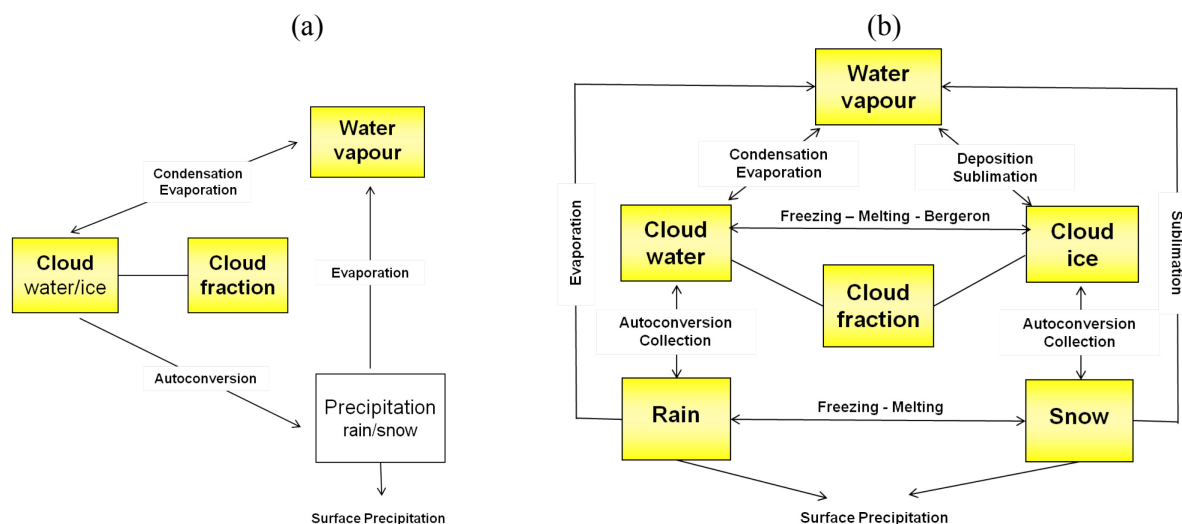 (a)
Water
vapour
Condensation
Evaporation
Cloud
water/ice
Cloud
fraction
Evaporation
Autoconversion
Precipitation
rain/snow
Surface Precipitation
(b)
Water
vapour
Condensation
Evaporation
Deposition
Sublimation
Evaporation
Cloud
water
Freezing – Melting - Bergeron
Cloud
ice
Sublimation
Cloud
fraction
Autoconversion
Collection
Autoconversion
Collection
Rain
Freezing - Melting
Snow
Surface Precipitation